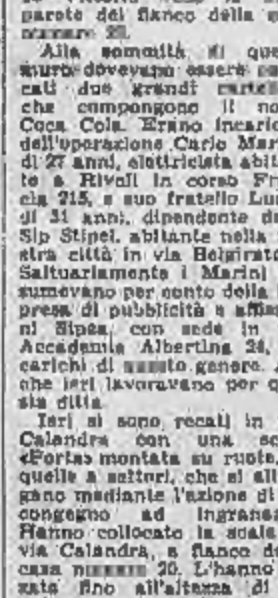 parete del fianco della
20.
Alla sommità di que
muro dovevano essere
cati due grandi cartell
che compongono il no
Coca Cola. Erano incari
dell'operazione Carlo Mar
di 27 anni, elettricista abit
te a Rivoli in corso Fr
cia 215, e suo fratello Lui
di 31 anni, dipendente d
Sip Stipel, abitante nella
stra città in via Belgirate
Saltuariamente i Marini
sumevano per conto della
presa di pubblicità e affis
ni Sipea, con sede in
Accademia Albertina 24,
carichi di questo genere.
che ieri lavoravano per q
sta ditta.
Ieri si sono recati in
Calandra con una sc
«Porta» montata su ruote,
quelle a settori, che si all
gano mediante l'azione di
congegno ad ingrana
Hanno collocato la scala
via Calandra, a fianco d
casa numero 20. L'hanno
zata fino all'altezza di